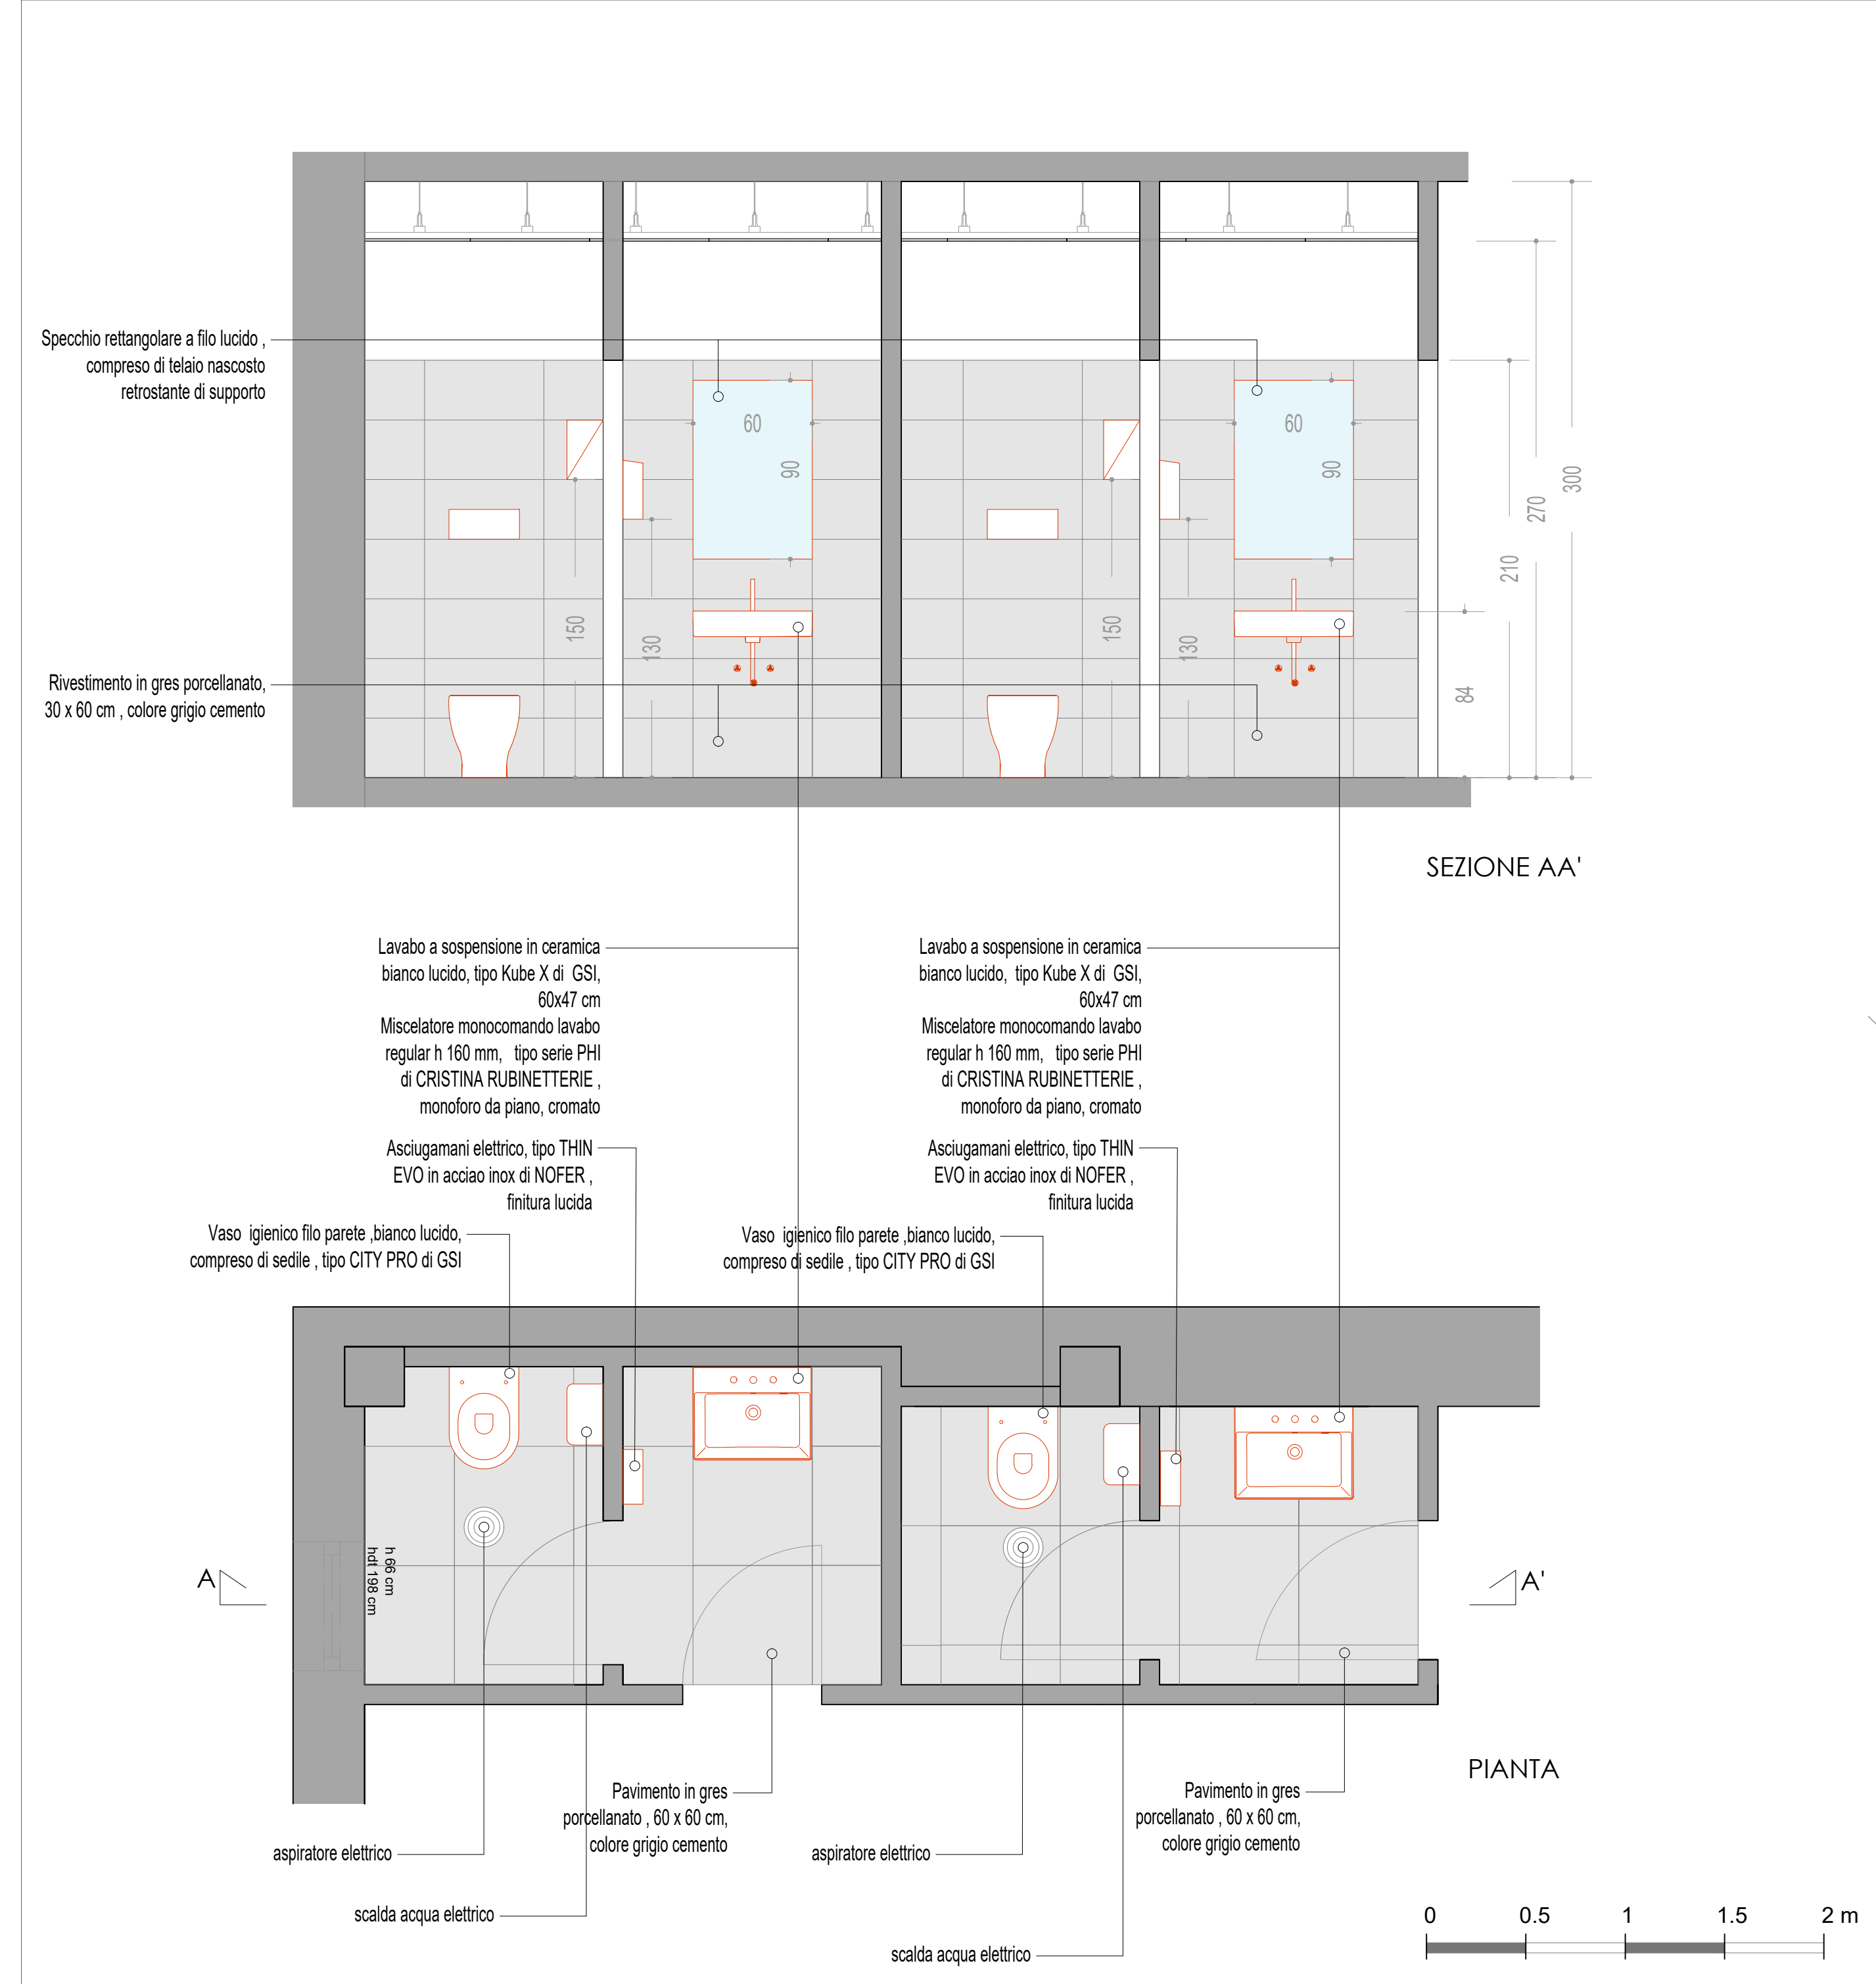 Specchio rettangolare a filo lucido ,
compreso di telaio nascosto
retrostante di supporto
60
90
60
90
300
270
210
150
130
150
130
84
Rivestimento in gres porcellanato,
30 x 60 cm , colore grigio cemento
SEZIONE AA'
Lavabo a sospensione in ceramica
bianco lucido, tipo Kube X di GSI,
60x47 cm
Miscelatore monocomando lavabo
regular h 160 mm, tipo serie PHI
di CRISTINA RUBINETTERIE ,
monoforo da piano, cromato
Asciugamani elettrico, tipo THIN
EVO in acciao inox di NOFER ,
finitura lucida
Vaso igienico filo parete ,bianco lucido,
compreso di sedile , tipo CITY PRO di GSI
Lavabo a sospensione in ceramica
bianco lucido, tipo Kube X di GSI,
60x47 cm
Miscelatore monocomando lavabo
regular h 160 mm, tipo serie PHI
di CRISTINA RUBINETTERIE ,
monoforo da piano, cromato
Asciugamani elettrico, tipo THIN
EVO in acciao inox di NOFER ,
finitura lucida
Vaso igienico filo parete ,bianco lucido,
compreso di sedile , tipo CITY PRO di GSI
h 66 cm
hdt 198 cm
A
A'
PIANTA
Pavimento in gres
porcellanato , 60 x 60 cm,
colore grigio cemento
Pavimento in gres
porcellanato , 60 x 60 cm,
colore grigio cemento
aspiratore elettrico
aspiratore elettrico
scalda acqua elettrico
scalda acqua elettrico
0 0.5 1 1.5 2 m